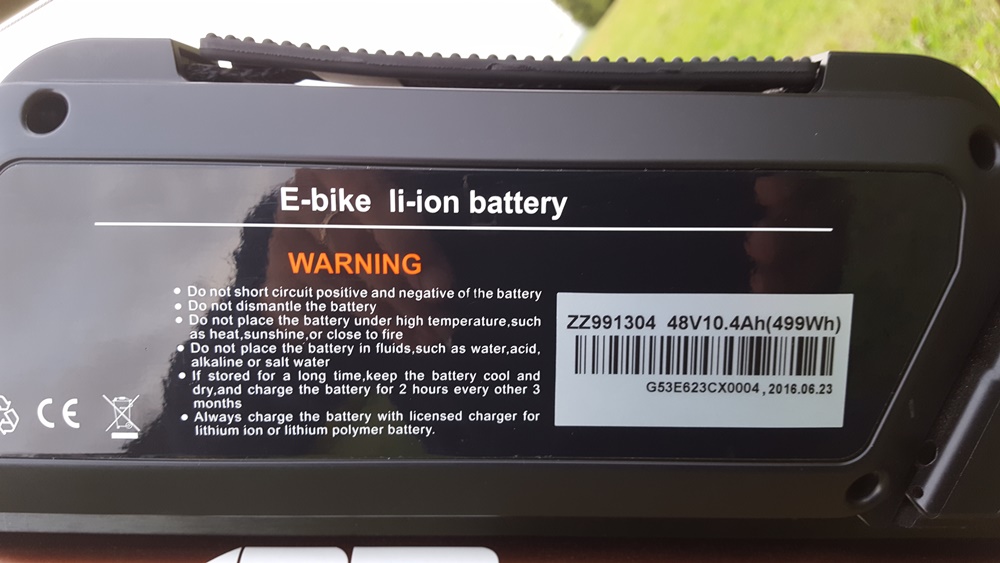 E-bike li-ion battery
WARNING
• Do not short circuit positive and negative of the battery
• Do not dismantle the battery
• Do not place the battery under high temperature,such
as heat,sunshine,or close to fire
• Do not place the battery in fluids,such as water,acid,
alkaline or salt water
• If stored for a long time,keep the battery cool and
dry,and charge the battery for 2 hours every other 3
months
• Always charge the battery with licensed charger for
lithium ion or lithium polymer battery.
CE
ZZ991304 48V10.4Ah(499Wh)
G53E623CX0004, 2016.06.23